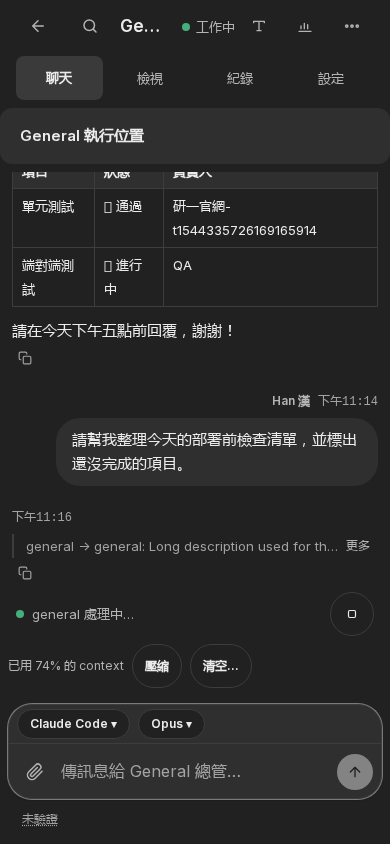 Ge...
工作中
聊天
檢視
紀錄
設定
General 執行位置
項目 狀態 負責人
單元測試 通過 研一官網-
t1544335726169165914
端對端測
試 進行
中 QA
請在今天下午五點前回覆，謝謝！
Han 漢 下午11:14
請幫我整理今天的部署前檢查清單，並標出
還沒完成的項目。
下午11:16
general → general: Long description used for th... 更多
general 處理中...
已用 74% 的 context 壓縮 清空...
Claude Code ▾ Opus ▾
傳訊息給 General 總管...
未驗證